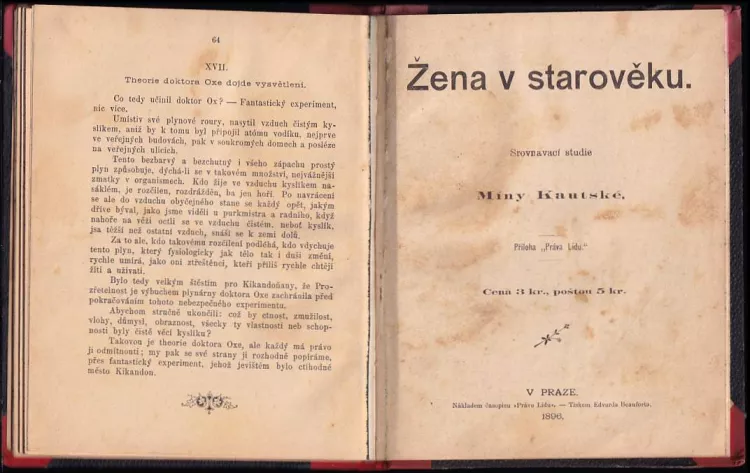 64
XVII.
Theorie doktora Oxe dojde vysvětlení.
Co tedy učinil doktor Ox? — Fantastický experiment,
nic více.
Umístiv své plynové roury, nasytil vzduch čistým ky-
slíkem, aniž by k tomu byl připojil atómu vodíku, nejprve
ve veřejných budovách, pak v soukromých domech a posléze
na veřejných ulicích.
Tento bezbarvý a bezchutný i všeho zápachu prostý
plyn způsobuje, dýchá-li se v takovém množství, nejvážnější
zmatky v organismech. Kdo žije ve vzduchu kyslíkem na-
sáklém, je rozčilen, rozdrážděn, ba jen hoří. Po navrácení
se ale do vzduchu obyčejného stane se každý opět, jakým
dříve býval, jako jsme viděli u purkmistra a radního, když
nahoře na věži octli se ve vzduchu čistém, neboť kyslík,
jsa těžší než ostatní vzduch, snáší se k zemi dolů.
Za to ale, kdo takovému rozčilení podléhá, kdo vdychuje
tento plyn, který fysiologicky jak tělo tak i duši změní,
rychle umírá, jako oni ztřeštěnci, kteří příliš rychle chtějí
žíti a užívati.
Bylo tedy velkým štěstím pro Kikandoňany, že Pro-
zřetelnost je výbuchem plynárny doktora Oxe zachránila před
pokračováním tohoto nebezpečného experimentu.
Abychom stručně ukončili: což by ctnost, zmužilost,
vlohy, důmysl, obraznost, všecky ty vlastnosti neb schop-
nosti byly čistě věcí kyslíku?
Takovou je theorie doktora Oxe, ale každý má právo
ji odmítnouti; my pak se své strany ji rozhodně popíráme,
přes fantastický experiment, jehož jevištěm bylo ctihodné
město Kikandon.
Žena v starověku.
Srovnavací studie
Míny Kautské.
Příloha „Práva Lidu."
Cena 3 kr., poštou 5 kr.
V PRAZE.
Nákladem časopisu »Práva Lidu«. — Tiskem Edvarda Beauforta.
1896.